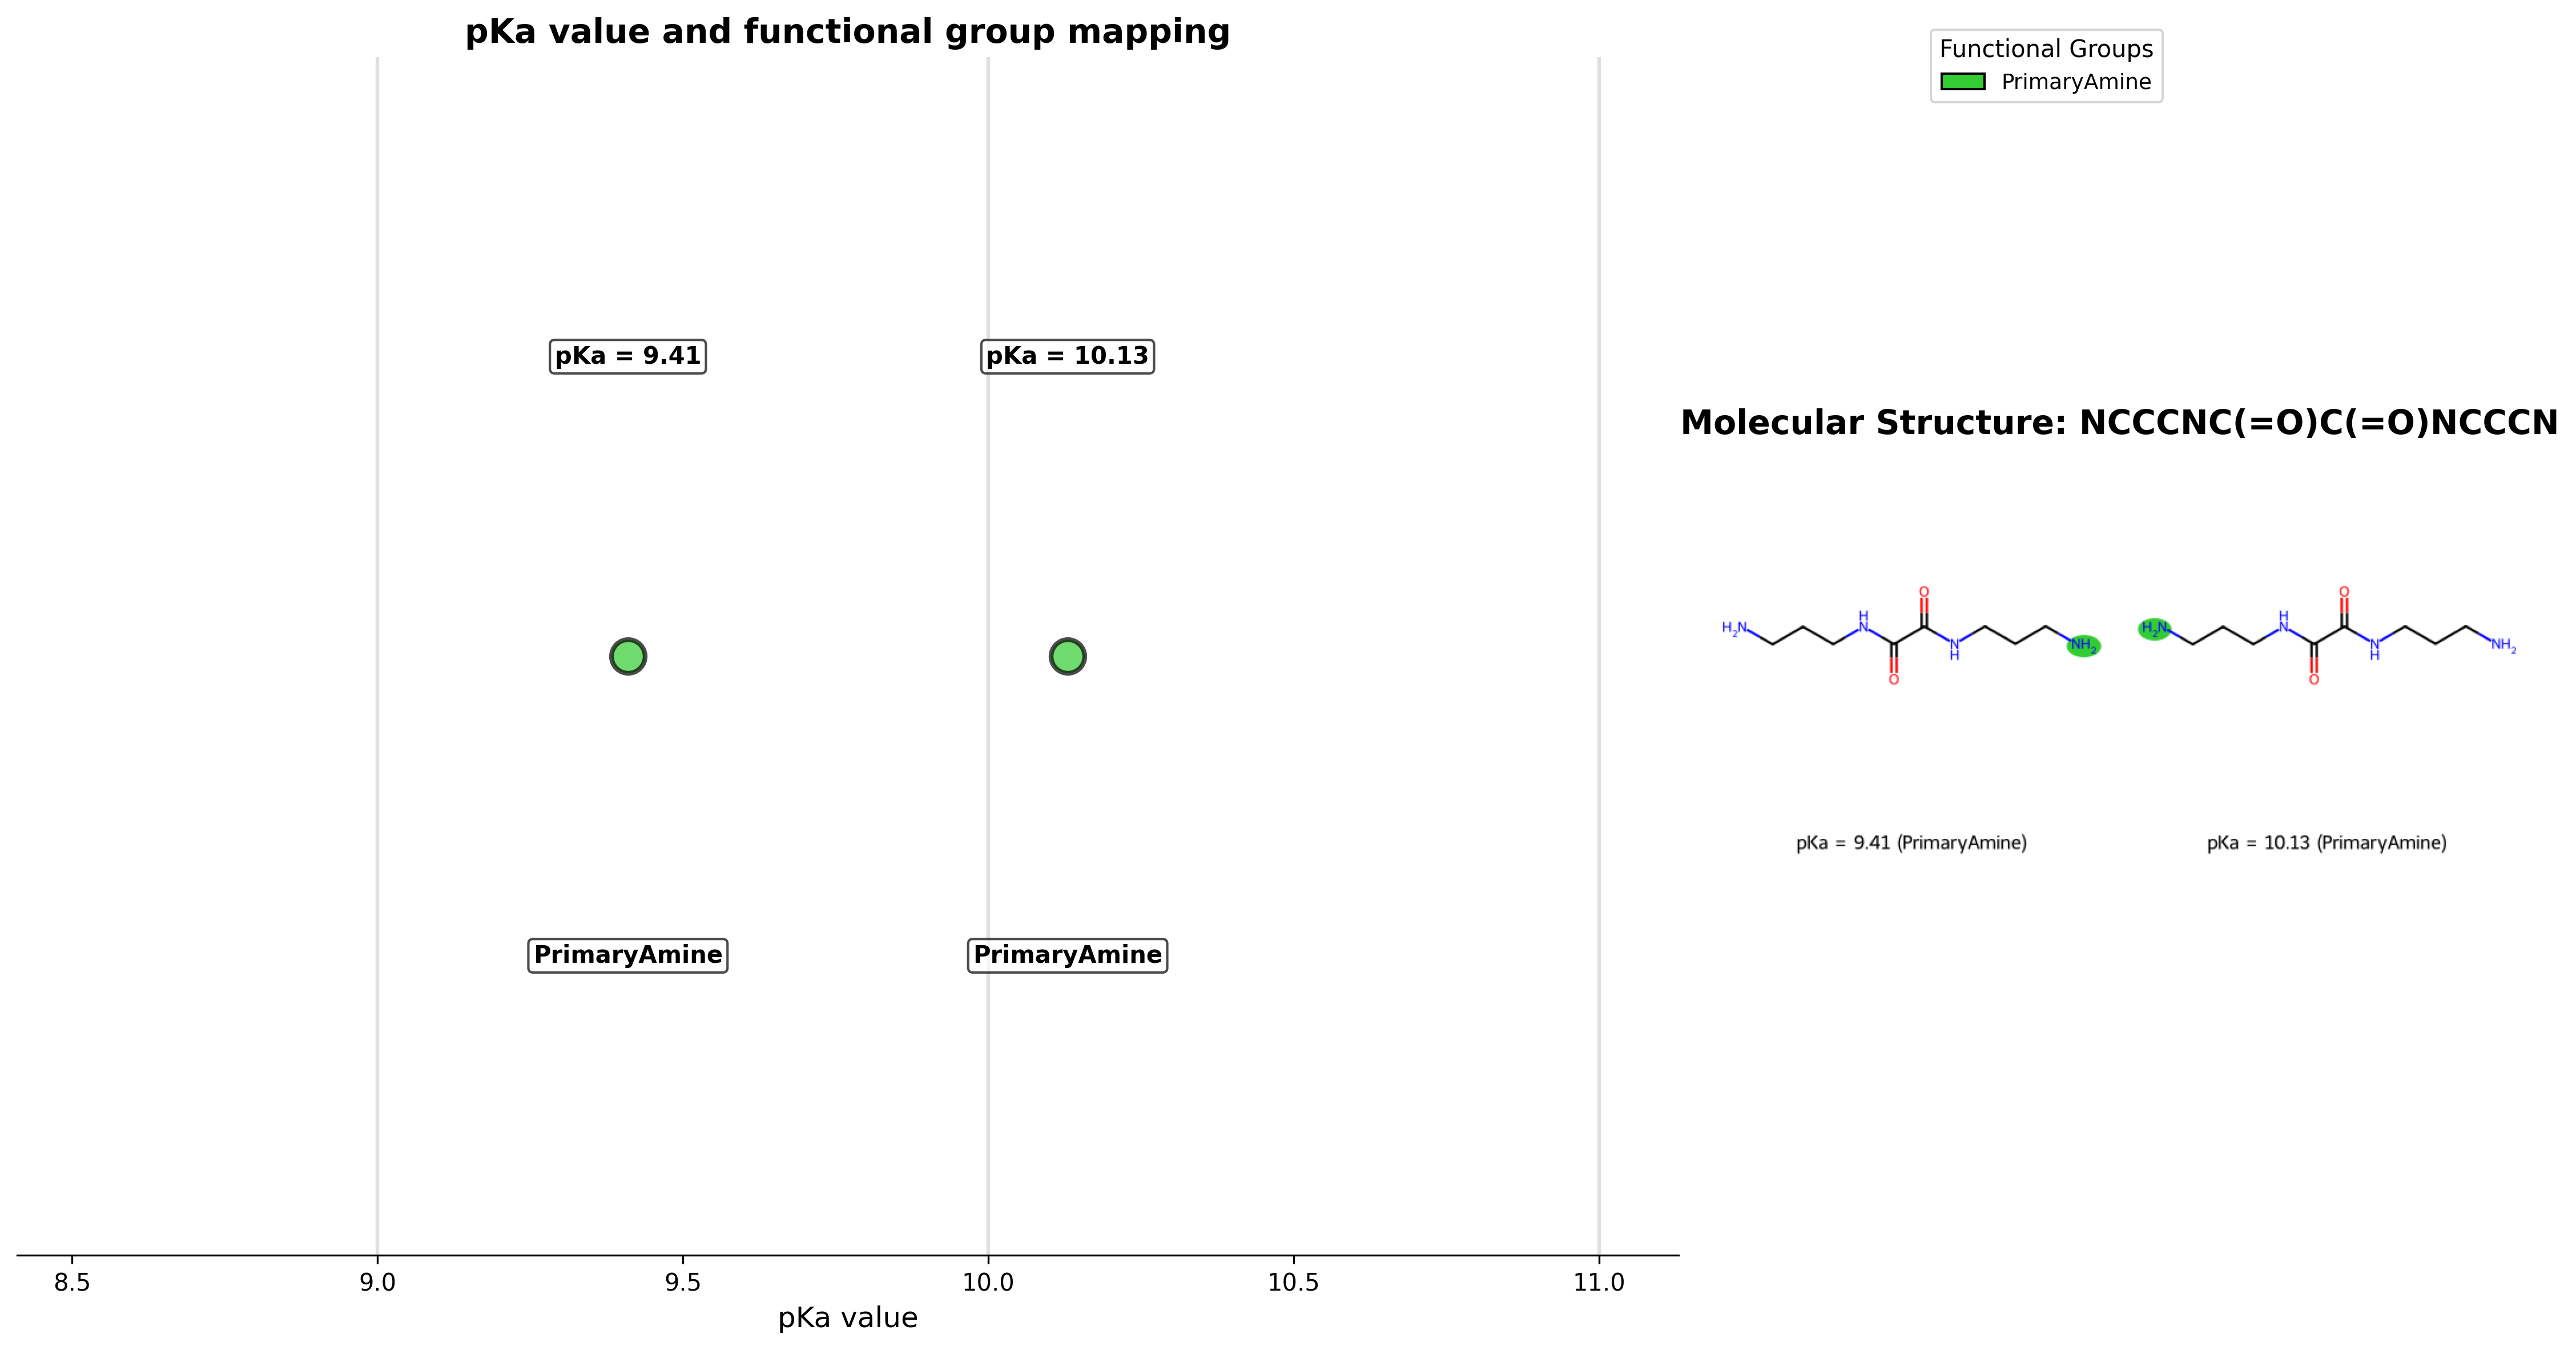 pKa value and functional group mapping
Functional Groups
PrimaryAmine
pKa = 9.41
pKa = 10.13
Molecular Structure: NCCCNC(=O)C(=O)NCCCN
H₂N
H
N
O
O
N
H
NH₂
H₂N
H
N
O
O
N
H
NH₂
pKa = 9.41 (PrimaryAmine)
pKa = 10.13 (PrimaryAmine)
PrimaryAmine
PrimaryAmine
8.5
9.0
9.5
10.0
10.5
11.0
pKa value